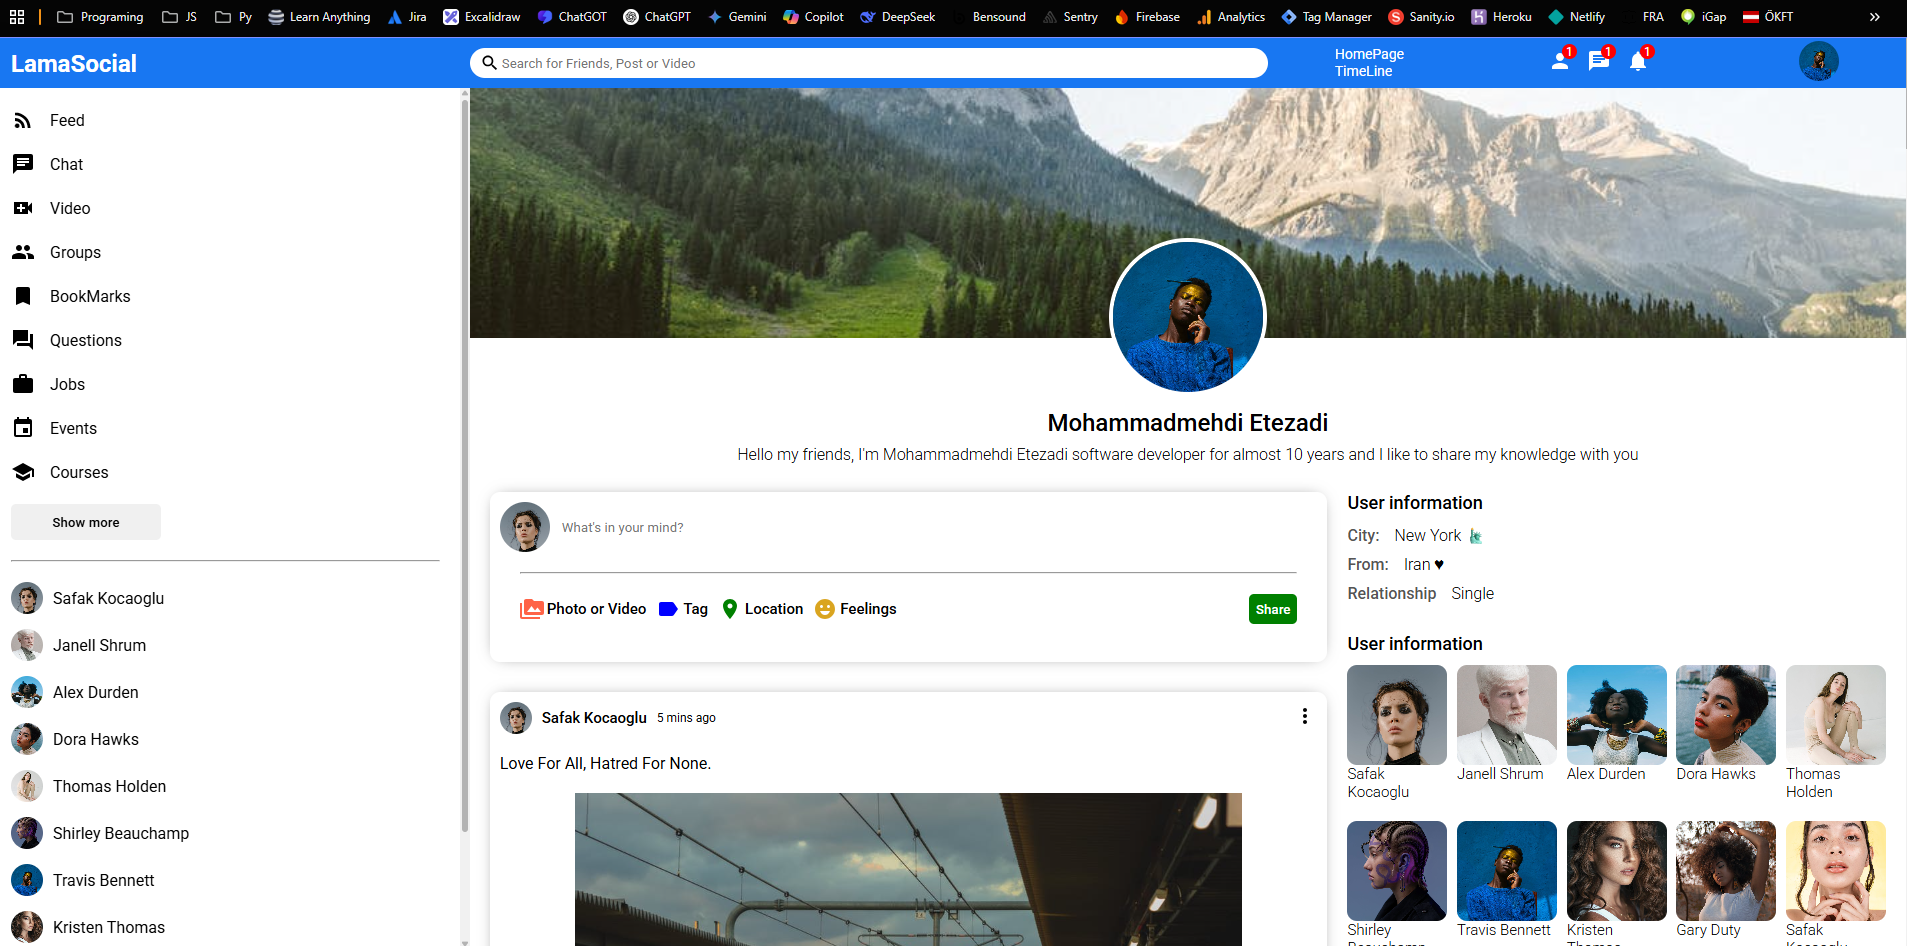 Programing JS Py Learn Anything Jira Excalidraw ChatGOT ChatGPT Gemini Copilot DeepSeek Bensound Sentry Firebase Analytics Tag Manager Sanity.io Heroku Netlify FRA iGap ÖKFT »
LamaSocial
Search for Friends, Post or Video
HomePage
TimeLine
1 1 1
Feed
Chat
Video
Groups
BookMarks
Questions
Jobs
Events
Courses
Show more
Safak Kocaoglu
Janell Shrum
Alex Durden
Dora Hawks
Thomas Holden
Shirley Beauchamp
Travis Bennett
Kristen Thomas
Mohammadmehdi Etezadi
Hello my friends, I'm Mohammadmehdi Etezadi software developer for almost 10 years and I like to share my knowledge with you
What's in your mind?
Photo or Video Tag Location Feelings Share
Safak Kocaoglu 5 mins ago
Love For All, Hatred For None.
User information
City: New York
From: Iran ♥
Relationship Single
User information
Safak
Kocaoglu
Janell Shrum
Alex Durden
Dora Hawks
Thomas
Holden
Shirley
Beauchamp
Travis Bennett
Kristen
Thomas
Gary Duty
Safak
Kocaoglu